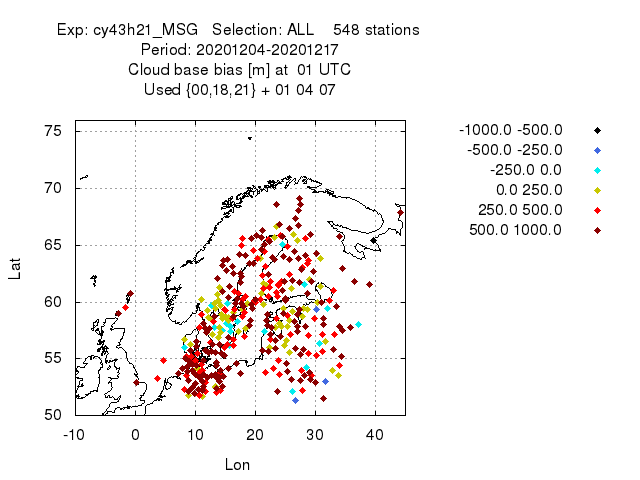 Exp: cy43h21_MSG   Selection: ALL    548 stations
Period: 20201204-20201217
Cloud base bias [m] at  01 UTC
Used {00,18,21} + 01 04 07
75
70
65
60
55
50
-10 0 10 20 30 40
Lat
Lon
-1000.0 -500.0
-500.0 -250.0
-250.0 0.0
0.0 250.0
250.0 500.0
500.0 1000.0